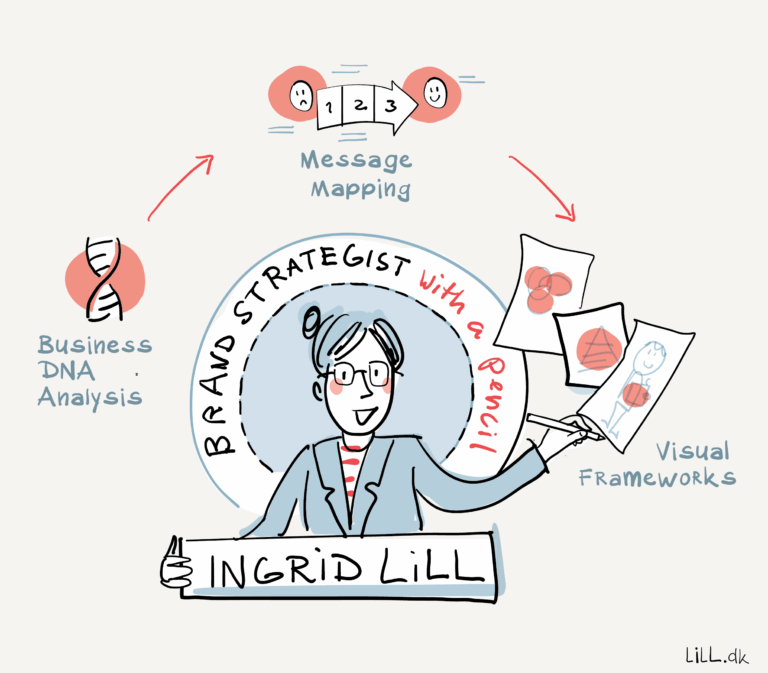 1 2 3
Message
Mapping
Business
DNA
Analysis
BRAND STRATEGIST with a pencil
Visual
FRAMEWORKS
INGRID LILL
LILL.dk